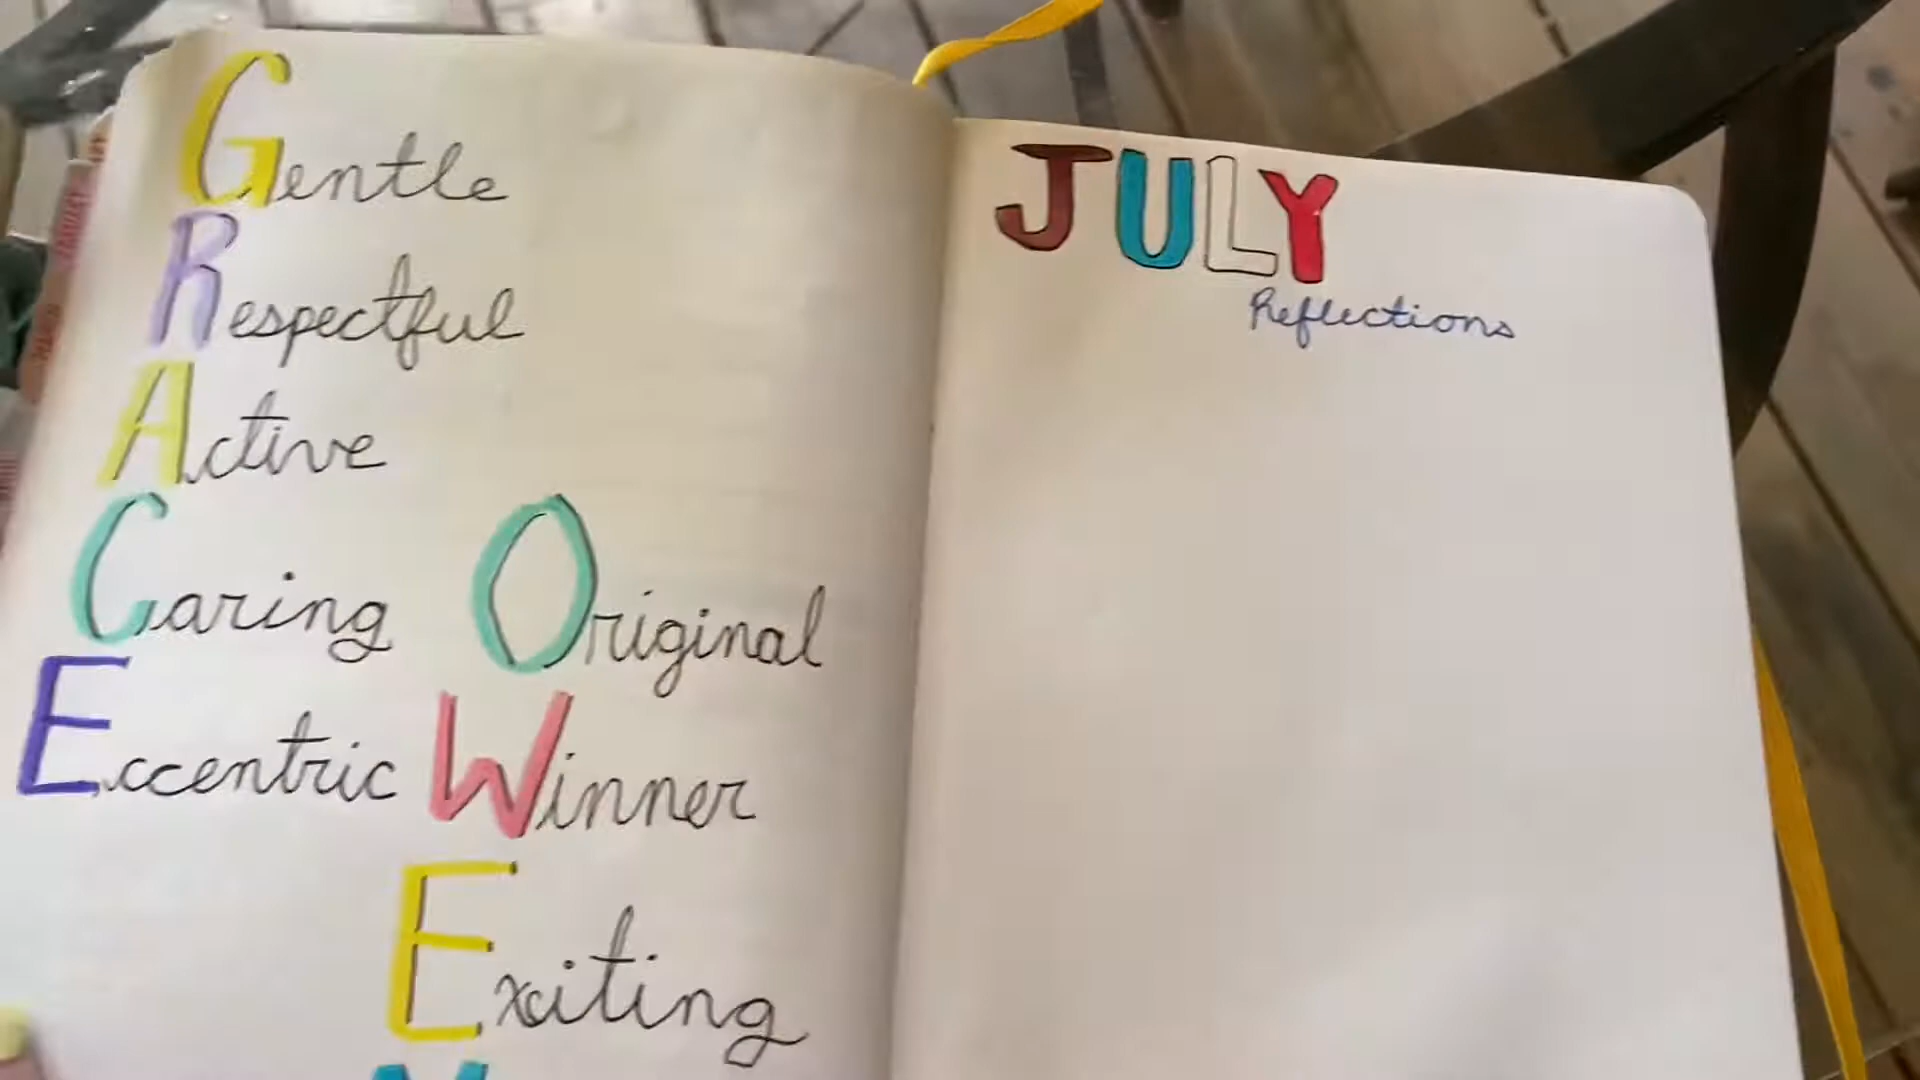 Gentle
Respectful
Active
Caring Original
Eccentric Winner
Exiting
JULY
Reflections